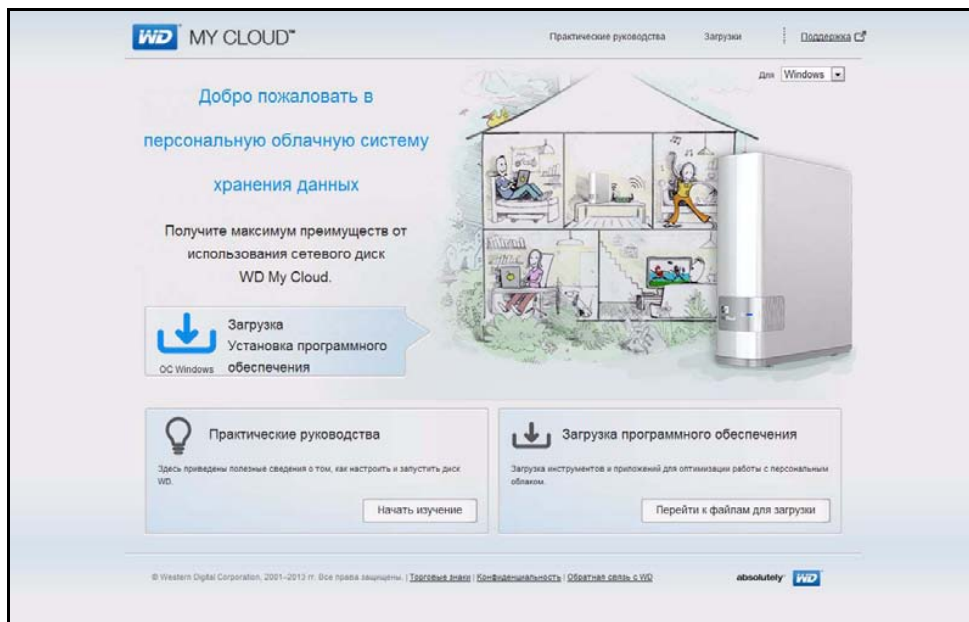 WD MY CLOUD™
Практические руководства
Загрузки
Поддержка
Для Windows
Добро пожаловать в
персональную облачную систему
хранения данных
Получите максимум преимуществ от
использования сетевого диск
WD My Cloud.
Загрузка
Установка программного
обеспечения
ОС Windows
Практические руководства
Здесь приведены полезные сведения о том, как настроить и запустить диск
WD.
Начать изучение
Загрузка программного обеспечения
Загрузка инструментов и приложений для оптимизации работы с персональным
облаком.
Перейти к файлам для загрузки
© Western Digital Corporation, 2001–2013 гг. Все права защищены. | Торговые знаки | Конфиденциальность | Обратная связь с WD
absolutely WD